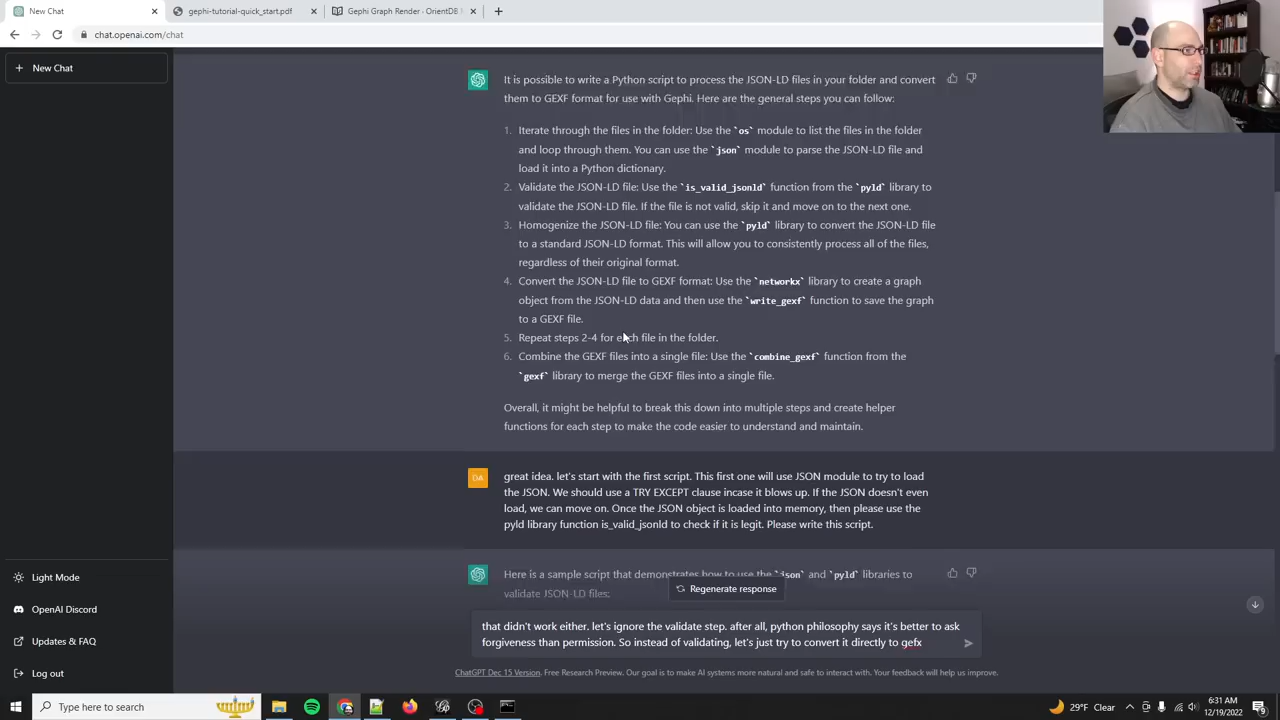 New Chat
gephi-tutorial-quick_start.pdf
Gephi Graph Render - OrientDB
chat.openai.com/chat
New Chat
It is possible to write a Python script to process the JSON-LD files in your folder and convert
them to GEXF format for use with Gephi. Here are the general steps you can follow:
1. Iterate through the files in the folder: Use the `os` module to list the files in the folder
and loop through them. You can use the `json` module to parse the JSON-LD file and
load it into a Python dictionary.
2. Validate the JSON-LD file: Use the `is_valid_jsonld` function from the `pyld` library to
validate the JSON-LD file. If the file is not valid, skip it and move on to the next one.
3. Homogenize the JSON-LD file: You can use the `pyld` library to convert the JSON-LD file
to a standard JSON-LD format. This will allow you to consistently process all of the files,
regardless of their original format.
4. Convert the JSON-LD file to GEXF format: Use the `networkx` library to create a graph
object from the JSON-LD data and then use the `write_gexf` function to save the graph
to a GEXF file.
5. Repeat steps 2-4 for each file in the folder.
6. Combine the GEXF files into a single file: Use the `combine_gexf` function from the
`gexf` library to merge the GEXF files into a single file.
Overall, it might be helpful to break this down into multiple steps and create helper
functions for each step to make the code easier to understand and maintain.
DA
great idea. let's start with the first script. This first one will use JSON module to try to load
the JSON. We should use a TRY EXCEPT clause incase it blows up. If the JSON doesn't even
load, we can move on. Once the JSON object is loaded into memory, then please use the
pyld library function is_valid_jsonld to check if it is legit. Please write this script.
Here is a sample script that demonstrates how to use the `json` and `pyld` libraries to
validate JSON-LD files:
Regenerate response
that didn't work either. let's ignore the validate step. after all, python philosophy says it's better to ask
forgiveness than permission. So instead of validating, let's just try to convert it directly to gefx
ChatGPT Dec 15 Version. Free Research Preview. Our goal is to make AI systems more natural and safe to interact with. Your feedback will help us improve.
Light Mode
OpenAI Discord
Updates & FAQ
Log out
Type here to search
29°F Clear
6:31 AM
12/19/2022